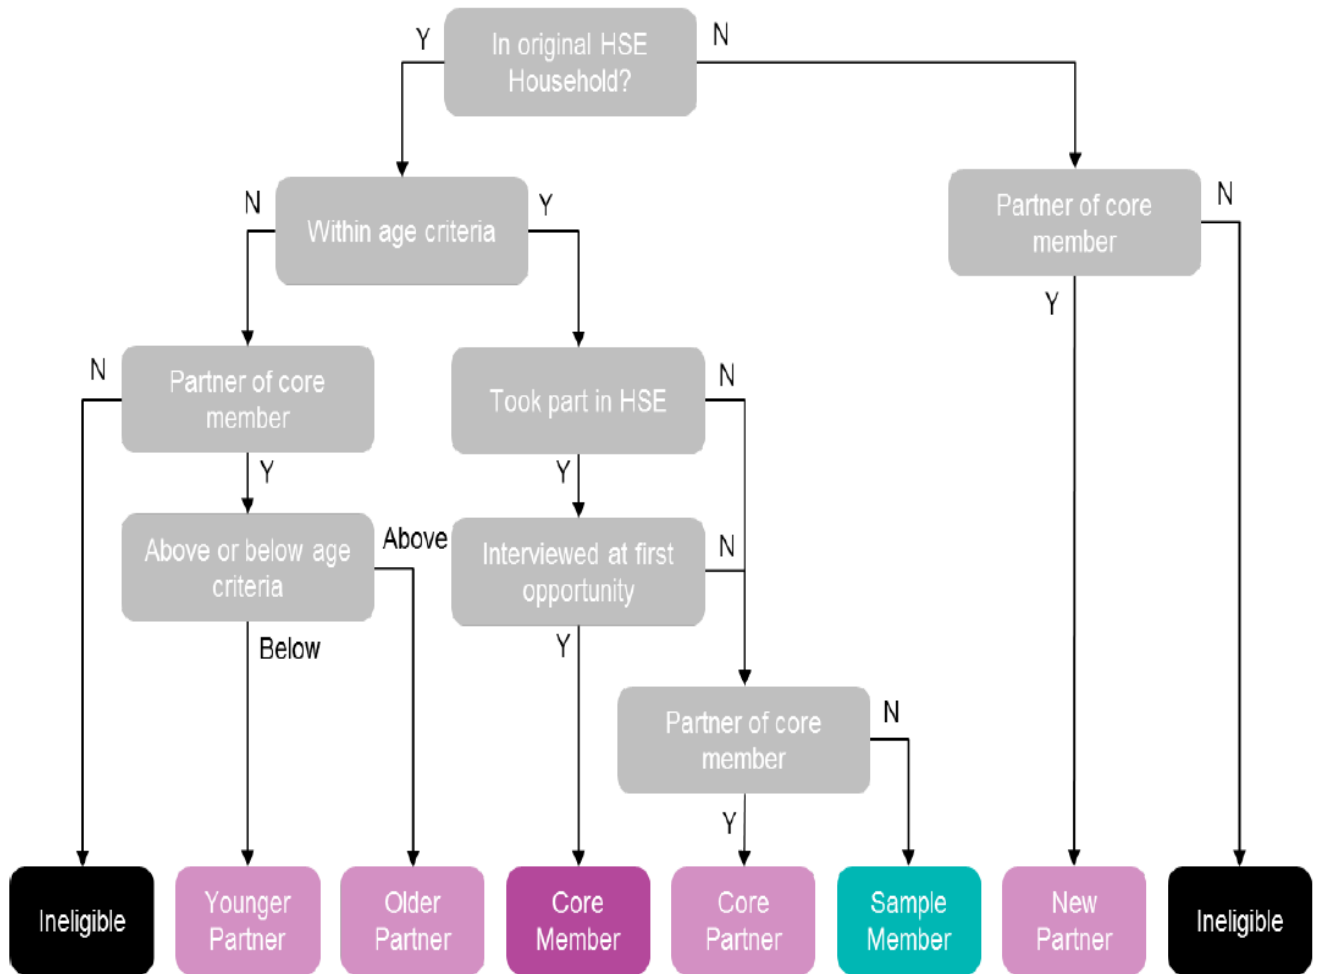 Y
In original HSE
Household?
N
N
Within age criteria
Y
Partner of core
member
N
Y
N
Partner of core
member
Y
Took part in HSE
N
Y
Above or below age
criteria
Above
Below
Interviewed at first
opportunity
N
Y
Partner of core
member
N
Y
Ineligible
Younger
Partner
Older
Partner
Core
Member
Core
Partner
Sample
Member
New
Partner
Ineligible